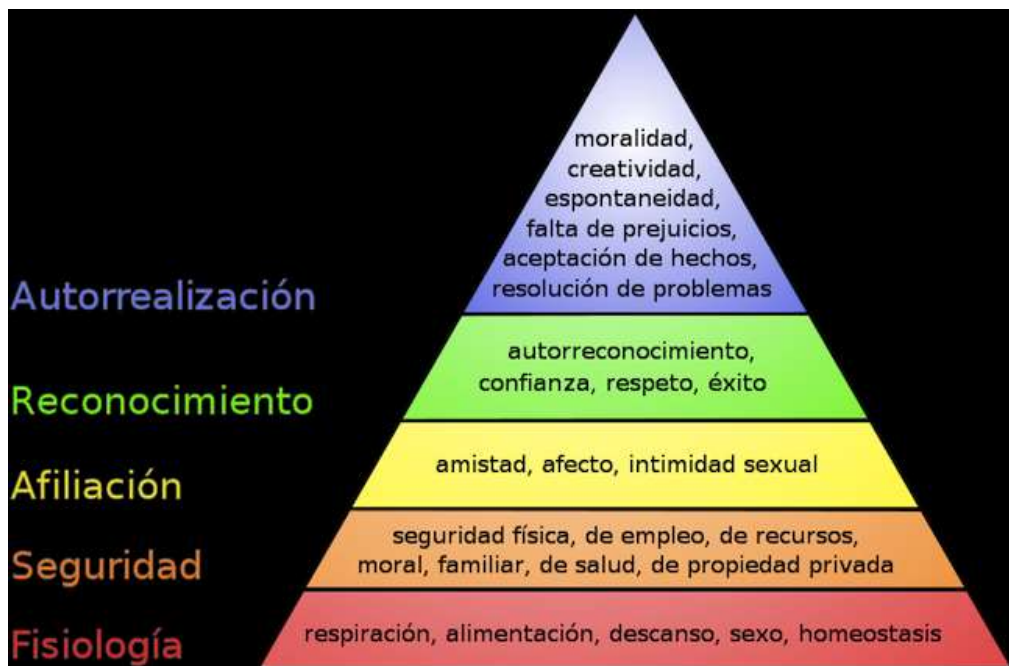 moralidad,
creatividad,
espontaneidad,
falta de prejuicios,
aceptación de hechos,
resolución de problemas
Autorrealización
autorreconocimiento,
confianza, respeto, éxito
Reconocimiento
amistad, afecto, intimidad sexual
Afiliación
seguridad física, de empleo, de recursos,
moral, familiar, de salud, de propiedad privada
Seguridad
respiración, alimentación, descanso, sexo, homeostasis
Fisiología